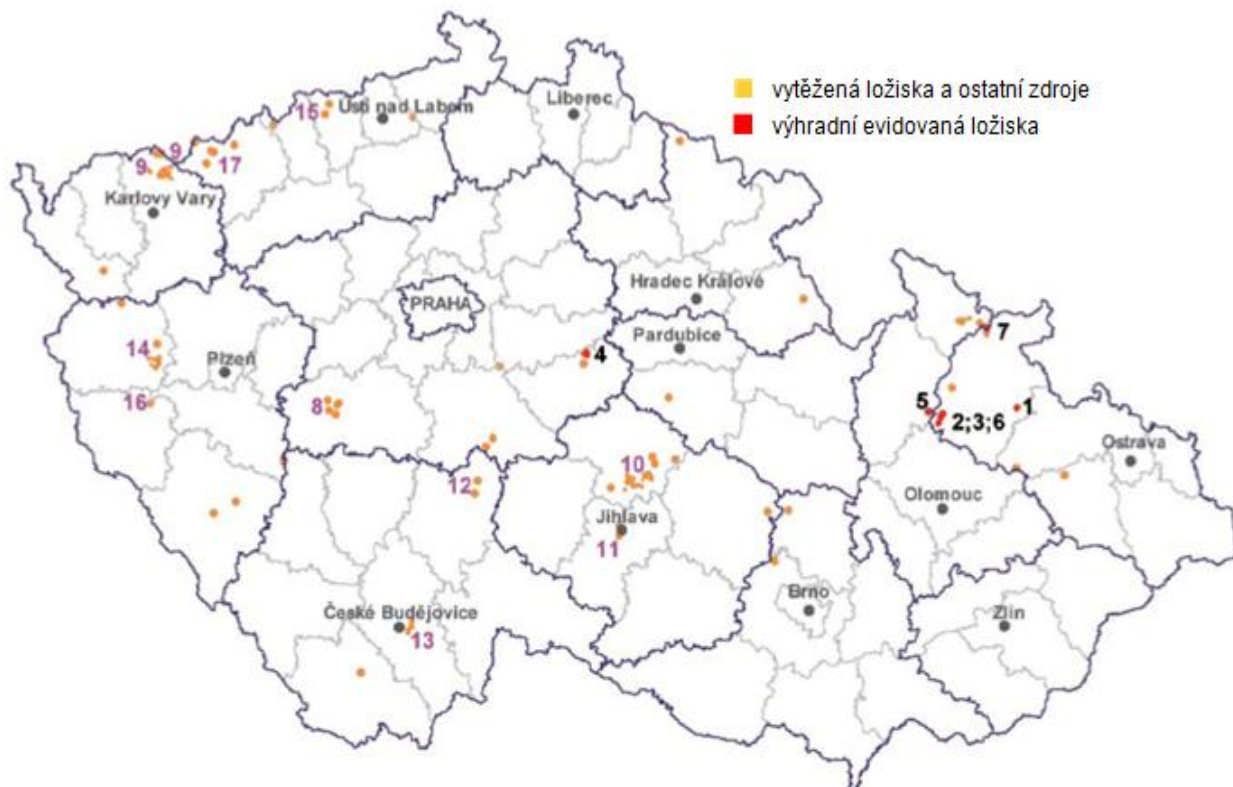 vytěžená ložiska a ostatní zdroje
výhradní evidovaná ložiska
15
Ústí nad Labem
Liberec
9
9
17
Karlovy Vary
Hradec Králové
PRAHA
Pardubice
7
14
Plzeň
4
16
8
5
1
2;3;6
Ostrava
10
12
Olomouc
Jihlava
11
Brno
České Budějovice
13
Zlín